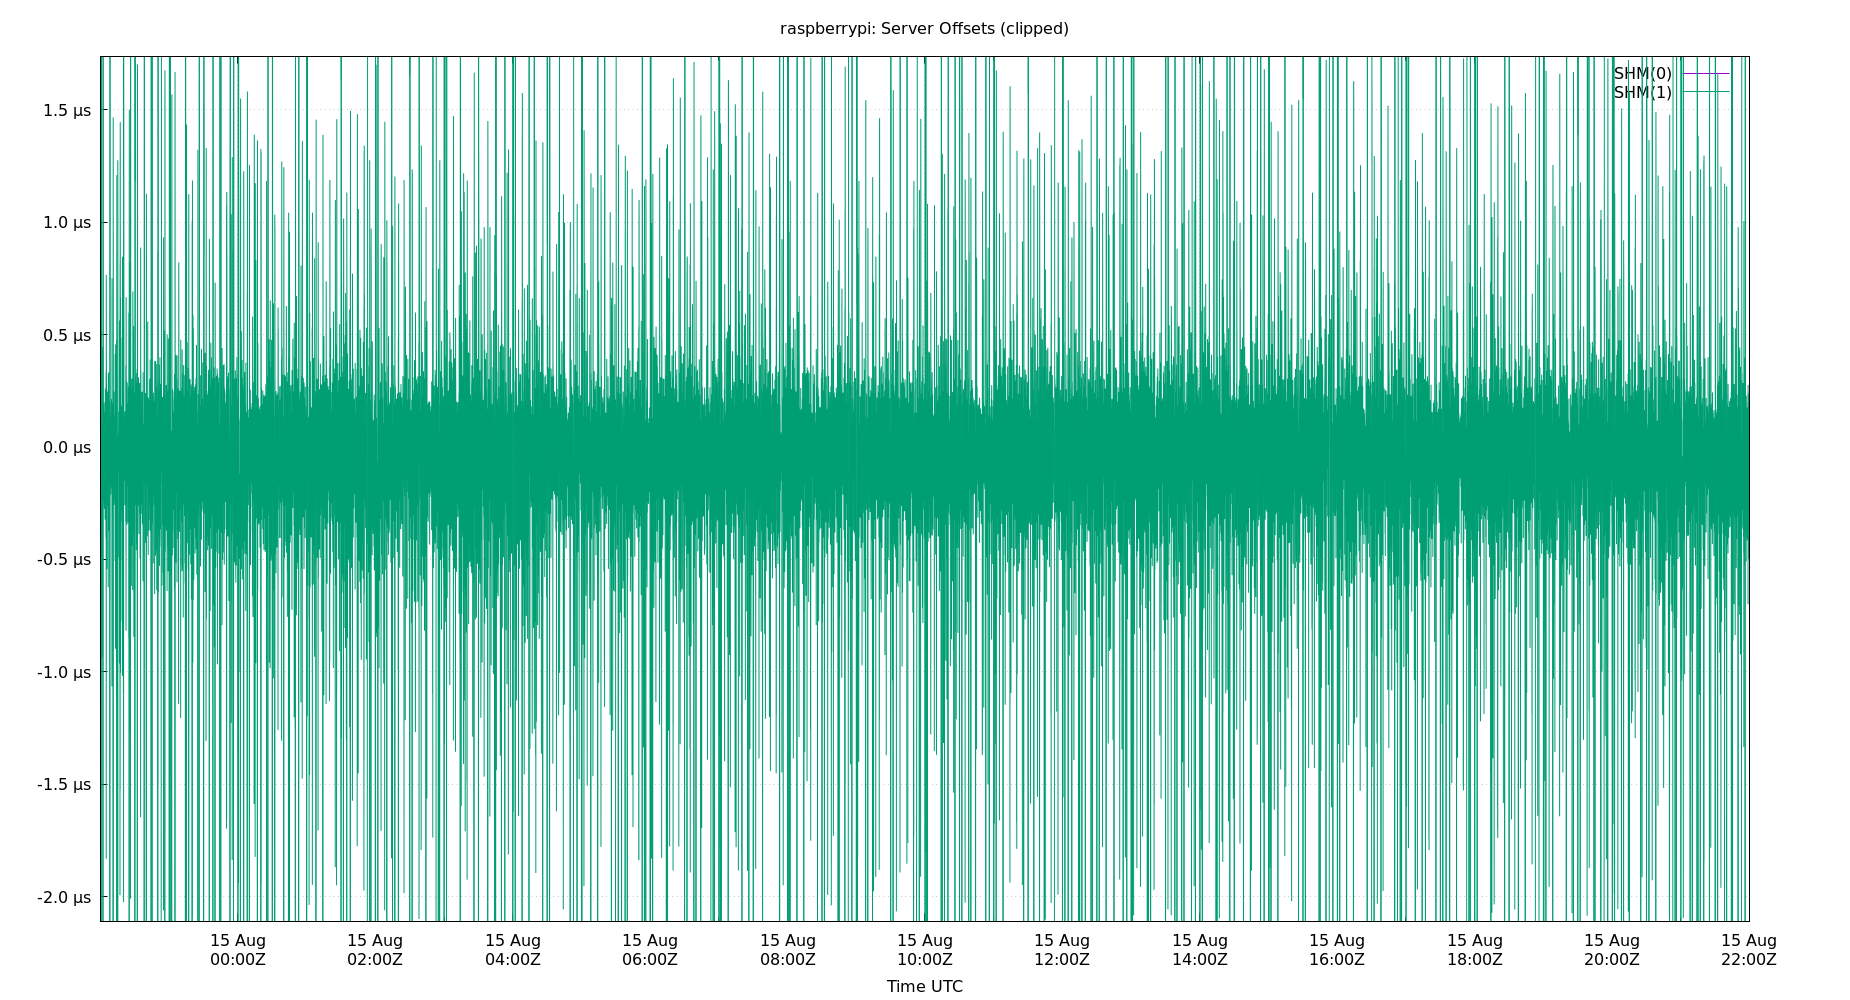 raspberrypi: Server Offsets (clipped)
SHM(0)
SHM(1)
1.5 µs
1.0 µs
0.5 µs
0.0 µs
-0.5 µs
-1.0 µs
-1.5 µs
-2.0 µs
15 Aug 15 Aug 15 Aug 15 Aug 15 Aug 15 Aug 15 Aug 15 Aug 15 Aug 15 Aug 15 Aug 15 Aug
00:00Z 02:00Z 04:00Z 06:00Z 08:00Z 10:00Z 12:00Z 14:00Z 16:00Z 18:00Z 20:00Z 22:00Z
Time UTC